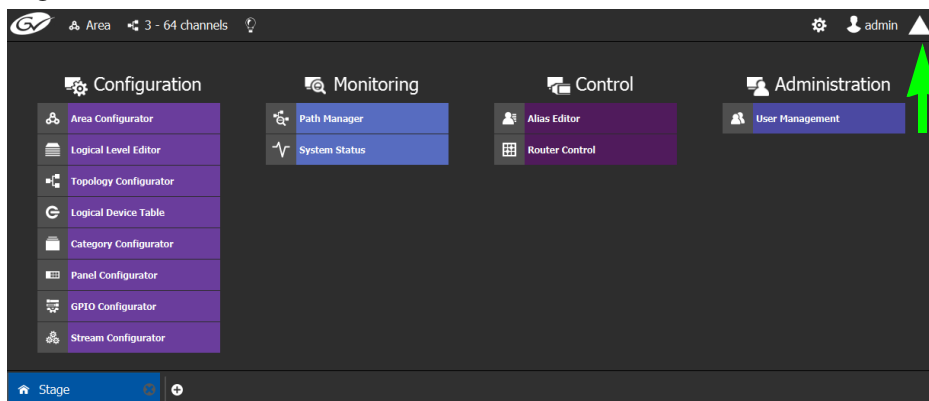 GV Area 3 - 64 channels admin
Configuration
Area Configurator
Logical Level Editor
Topology Configurator
Logical Device Table
Category Configurator
Panel Configurator
GPIO Configurator
Stream Configurator
Monitoring
Path Manager
System Status
Control
Alias Editor
Router Control
Administration
User Management
Stage